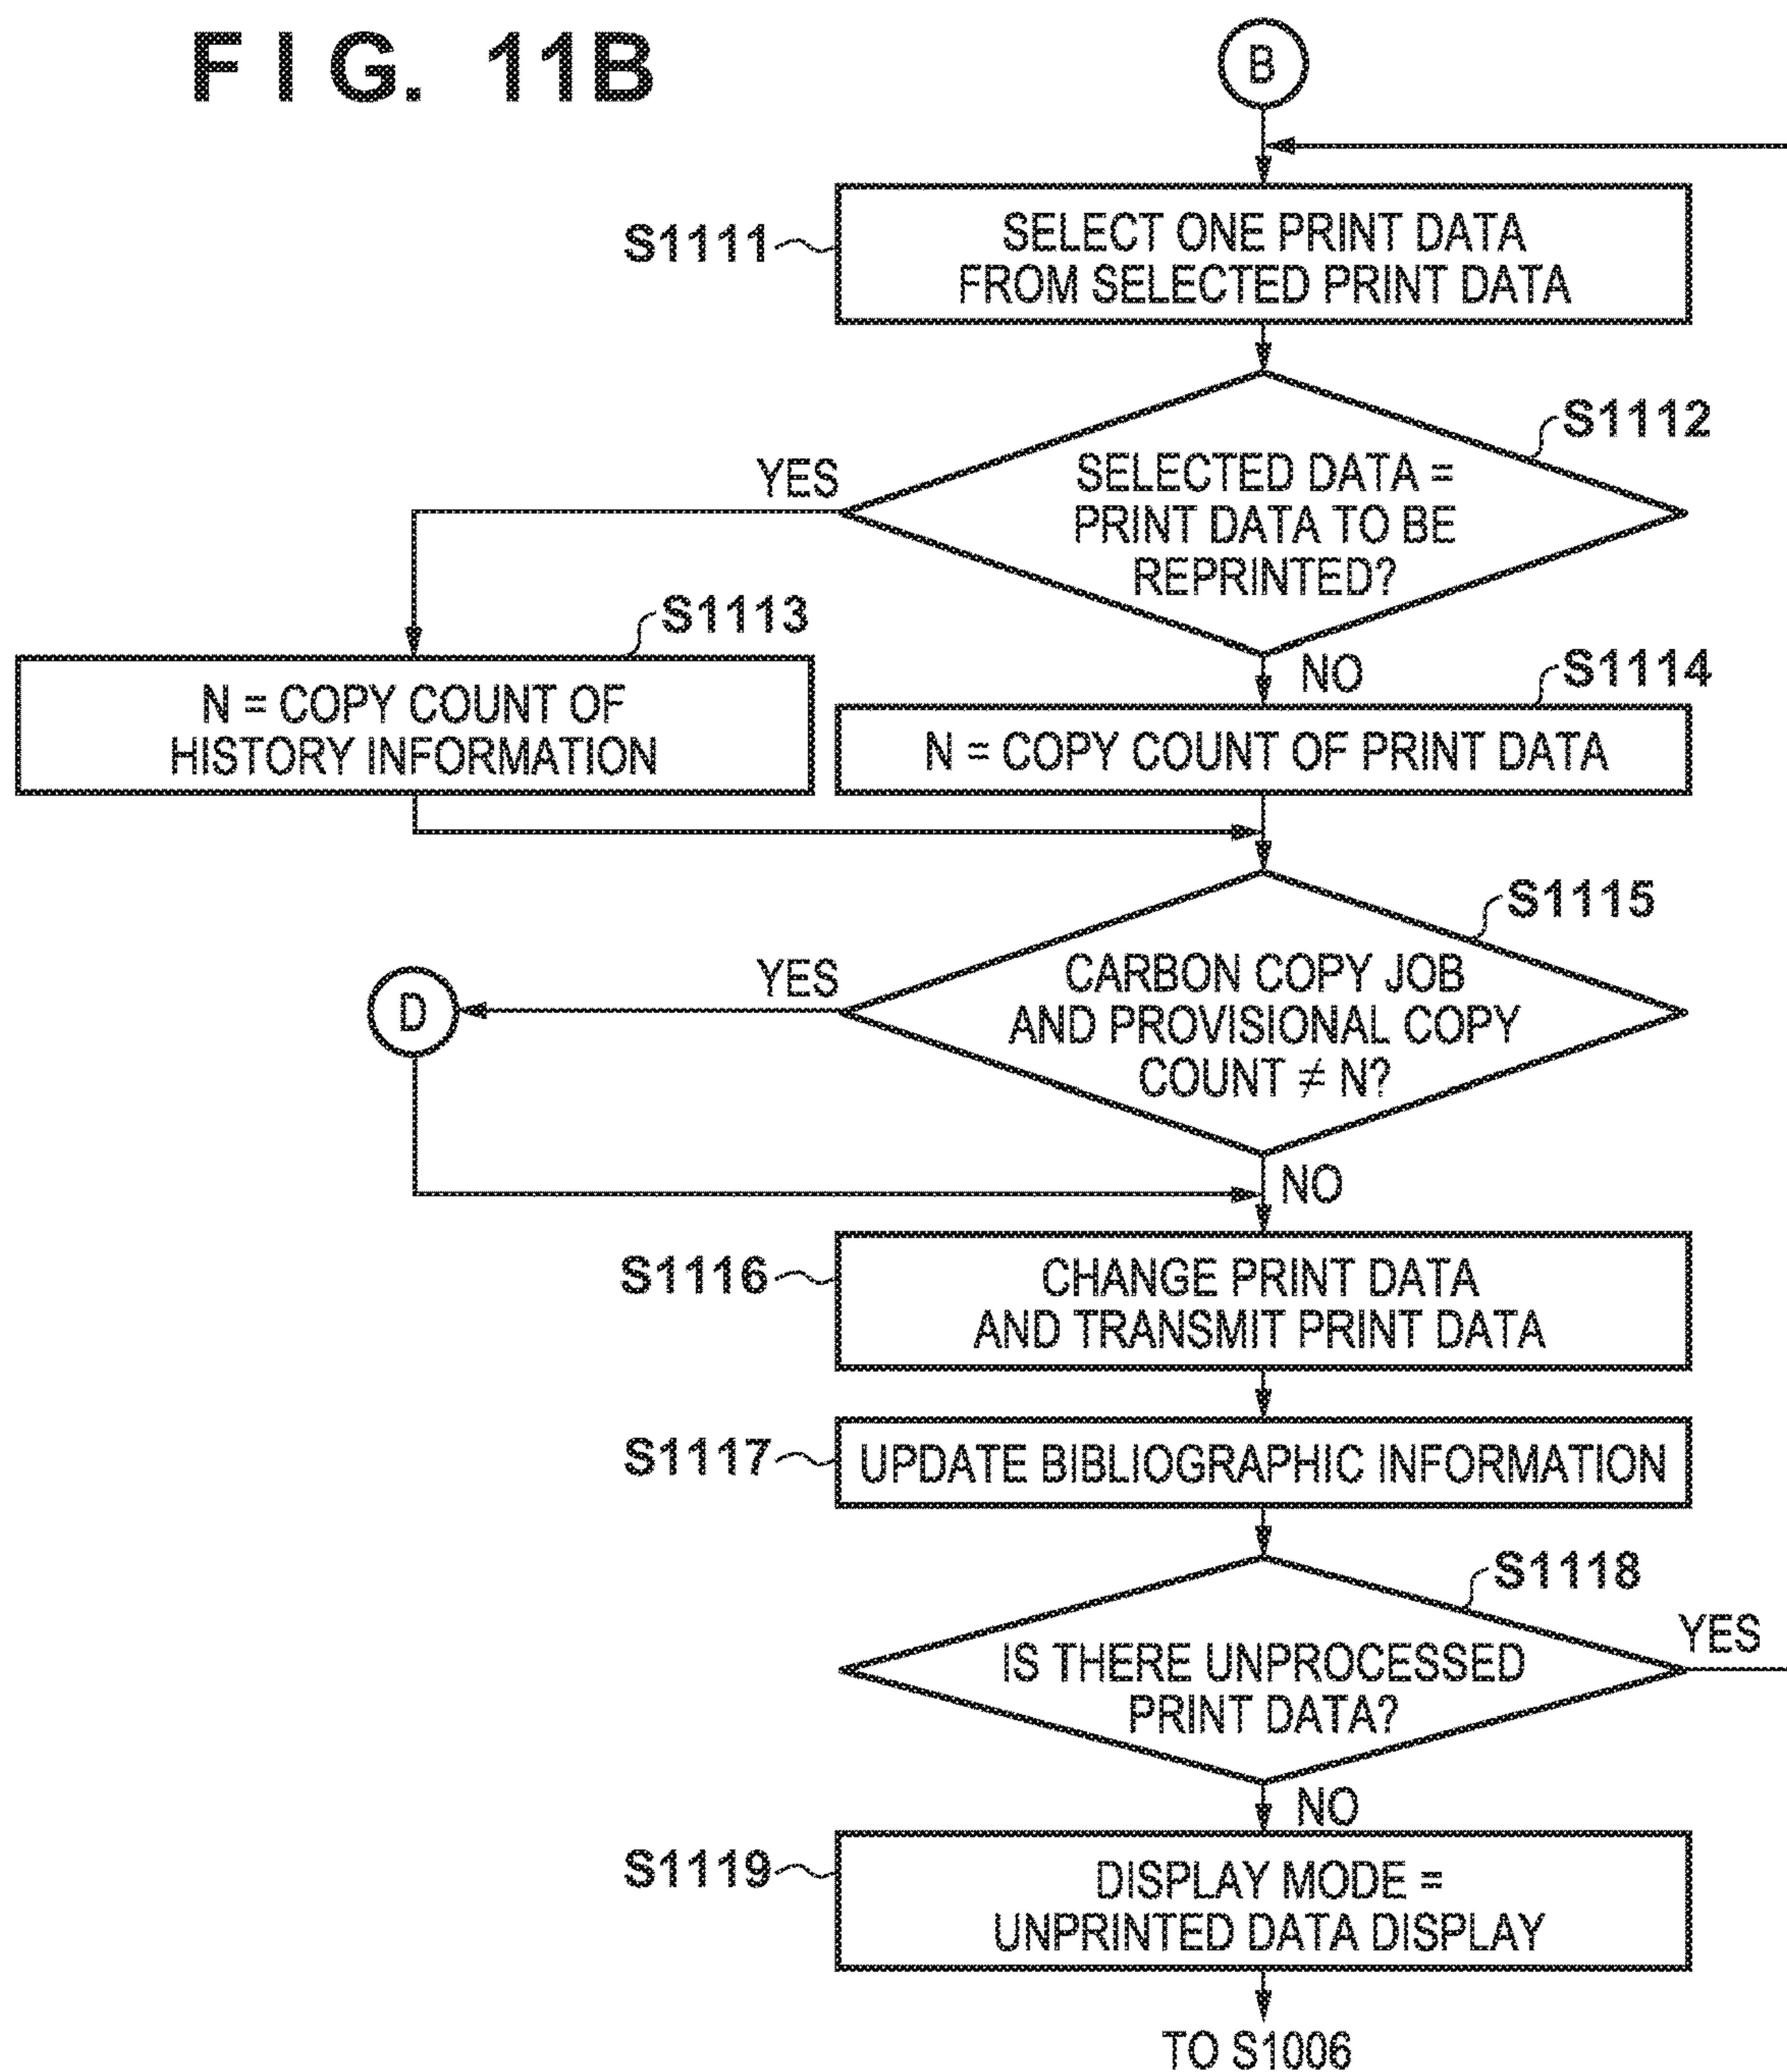 FIG. 11B
B
S1111
SELECT ONE PRINT DATA
FROM SELECTED PRINT DATA
S1112
YES
SELECTED DATA =
PRINT DATA TO BE
REPRINTED?
NO
S1113
N = COPY COUNT OF
HISTORY INFORMATION
S1114
N = COPY COUNT OF PRINT DATA
S1115
YES
D
CARBON COPY JOB
AND PROVISIONAL COPY
COUNT ≠ N?
NO
S1116
CHANGE PRINT DATA
AND TRANSMIT PRINT DATA
S1117
UPDATE BIBLIOGRAPHIC INFORMATION
S1118
YES
IS THERE UNPROCESSED
PRINT DATA?
NO
S1119
DISPLAY MODE =
UNPRINTED DATA DISPLAY
TO S1006